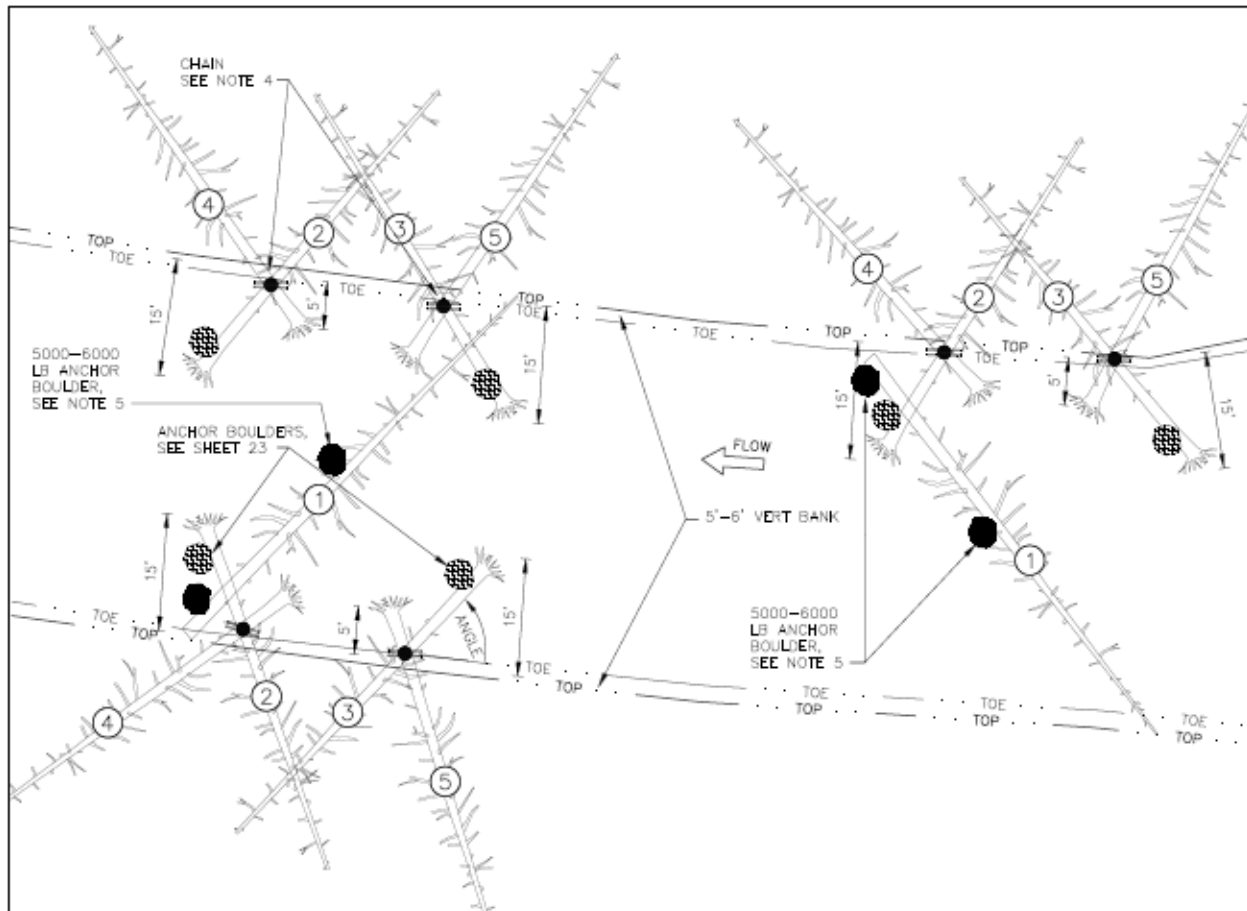 CHAIN
SEE NOTE 4
4
2
3
5
4
2
3
5
TOP
TOE
TOE
TOP
TOE
TOP
TOE
TOP
TOE
15'
5'
15'
15'
5'
15'
5000-6000
LB ANCHOR
BOULDER,
SEE NOTE 5
ANCHOR BOULDERS,
SEE SHEET 23
FLOW
1
5'-6' VERT BANK
1
15'
5'
15'
ANGLE
5000-6000
LB ANCHOR
BOULDER,
SEE NOTE 5
TOE
TOP
TOE
TOP
TOE
TOP
TOE
TOP
TOE
TOP
4
2
3
5